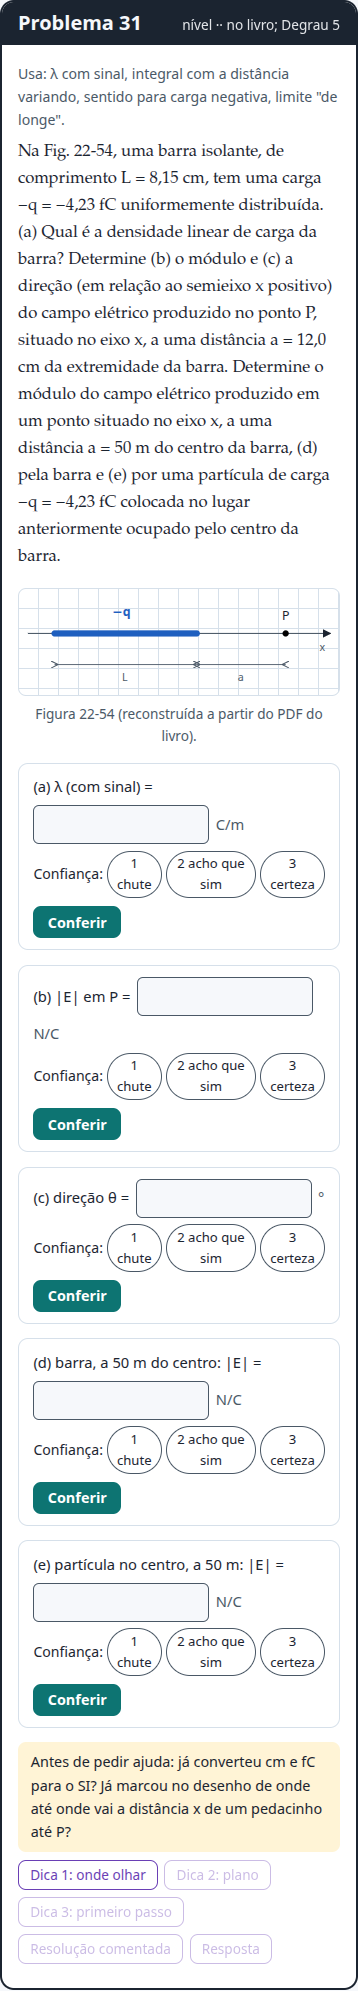 Problema 31
nível ·· no livro; Degrau 5
Usa: λ com sinal, integral com a distância
variando, sentido para carga negativa, limite "de
longe".
Na Fig. 22-54, uma barra isolante, de
comprimento L = 8,15 cm, tem uma carga
−q = −4,23 fC uniformemente distribuída.
(a) Qual é a densidade linear de carga da
barra? Determine (b) o módulo e (c) a
direção (em relação ao semieixo x positivo)
do campo elétrico produzido no ponto P,
situado no eixo x, a uma distância a = 12,0
cm da extremidade da barra. Determine o
módulo do campo elétrico produzido em
um ponto situado no eixo x, a uma
distância a = 50 m do centro da barra, (d)
pela barra e (e) por uma partícula de carga
−q = −4,23 fC colocada no lugar
anteriormente ocupado pelo centro da
barra.
−q
P
x
L
a
Figura 22-54 (reconstruída a partir do PDF do
livro).
(a) λ (com sinal) =
C/m
Confiança:
1
chute
2 acho que
sim
3
certeza
Conferir
(b) |E| em P =
N/C
Confiança:
1
chute
2 acho que
sim
3
certeza
Conferir
(c) direção θ =
°
Confiança:
1
chute
2 acho que
sim
3
certeza
Conferir
(d) barra, a 50 m do centro: |E| =
N/C
Confiança:
1
chute
2 acho que
sim
3
certeza
Conferir
(e) partícula no centro, a 50 m: |E| =
N/C
Confiança:
1
chute
2 acho que
sim
3
certeza
Conferir
Antes de pedir ajuda: já converteu cm e fC
para o SI? Já marcou no desenho de onde
até onde vai a distância x de um pedacinho
até P?
Dica 1: onde olhar
Dica 2: plano
Dica 3: primeiro passo
Resolução comentada
Resposta